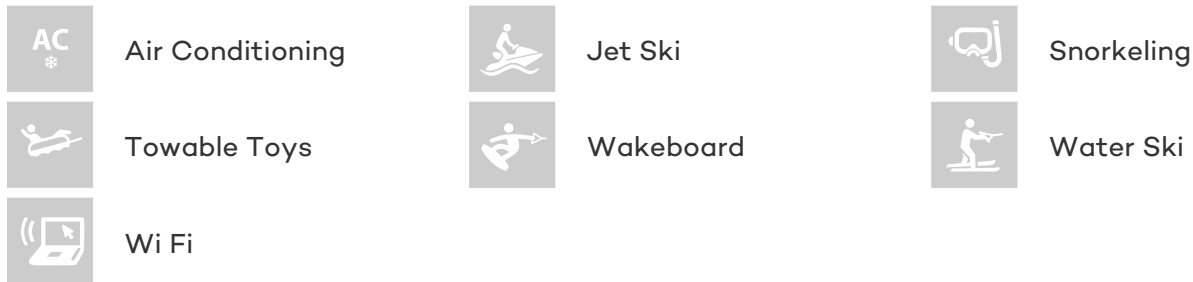 AC
Air Conditioning
Jet Ski
Snorkeling
Towable Toys
Wakeboard
Water Ski
Wi Fi